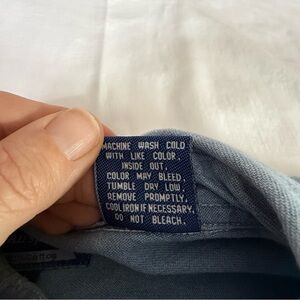 MACHINE WASH COLD
WITH LIKE COLOR.
INSIDE OUT.
COLOR MAY BLEED.
TUMBLE DRY LOW.
REMOVE PROMPTLY.
COOL IRON IF NECESSARY.
DO NOT BLEACH.